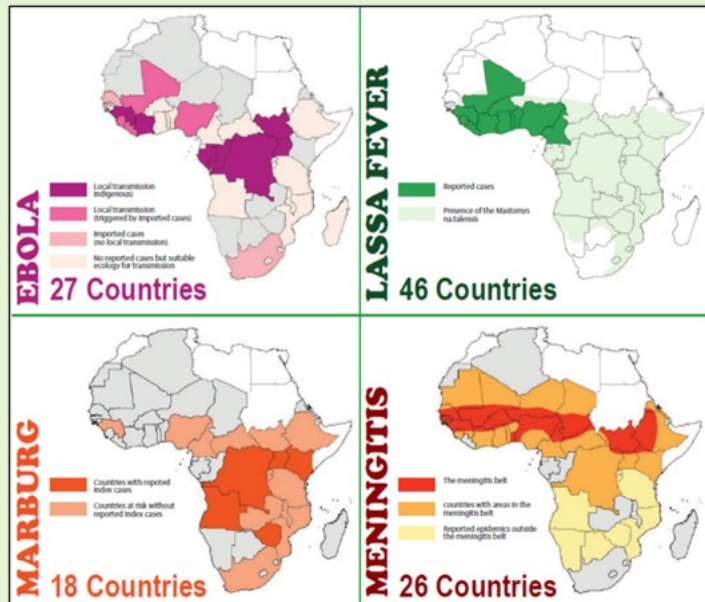 EBOLA
Local transmission
Indigenous
Local transmission
(triggered by imported cases)
Imported cases
(no local transmission)
No reported cases but suitable
ecology for transmission
27 Countries
LASSA FEVER
Reported cases
Presence of the Mastomys
na.talensis
46 Countries
MARBURG
Countries with reported
Index cases
Countries at risk without
reported Index cases
18 Countries
MENINGITIS
The meningitis belt
countries with areas in the
meningitis belt
Reported epidemics outside
the meningitis belt
26 Countries